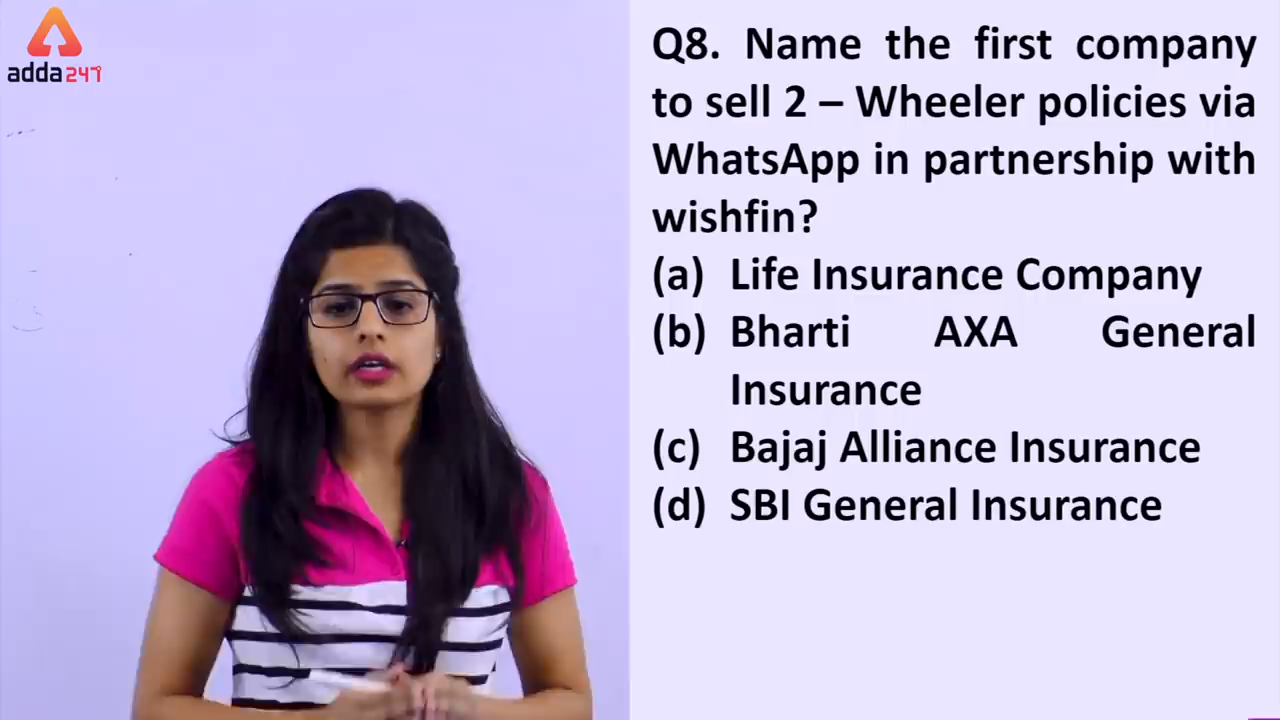 adda247
Q8. Name the first company
to sell 2 – Wheeler policies via
WhatsApp in partnership with
wishfin?
(a) Life Insurance Company
(b) Bharti AXA General
Insurance
(c) Bajaj Alliance Insurance
(d) SBI General Insurance